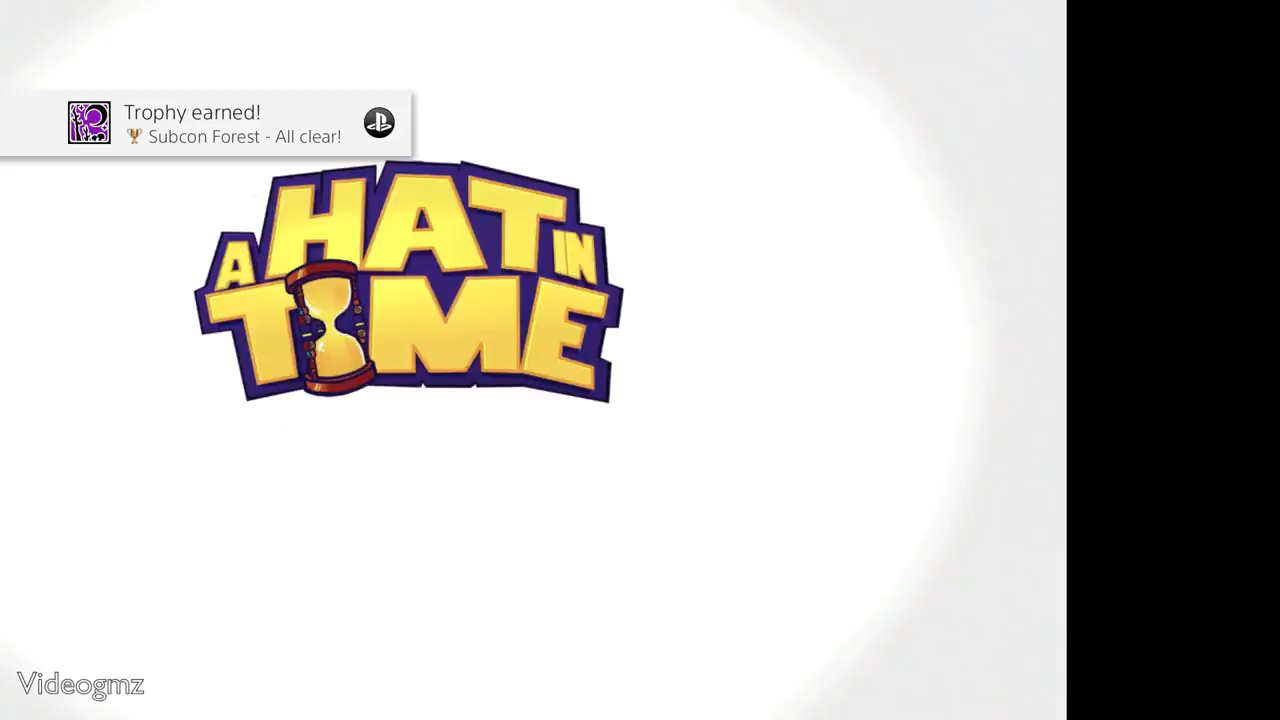 Trophy earned!
Subcon Forest - All clear!
A HAT IN
TIME
Videogmz